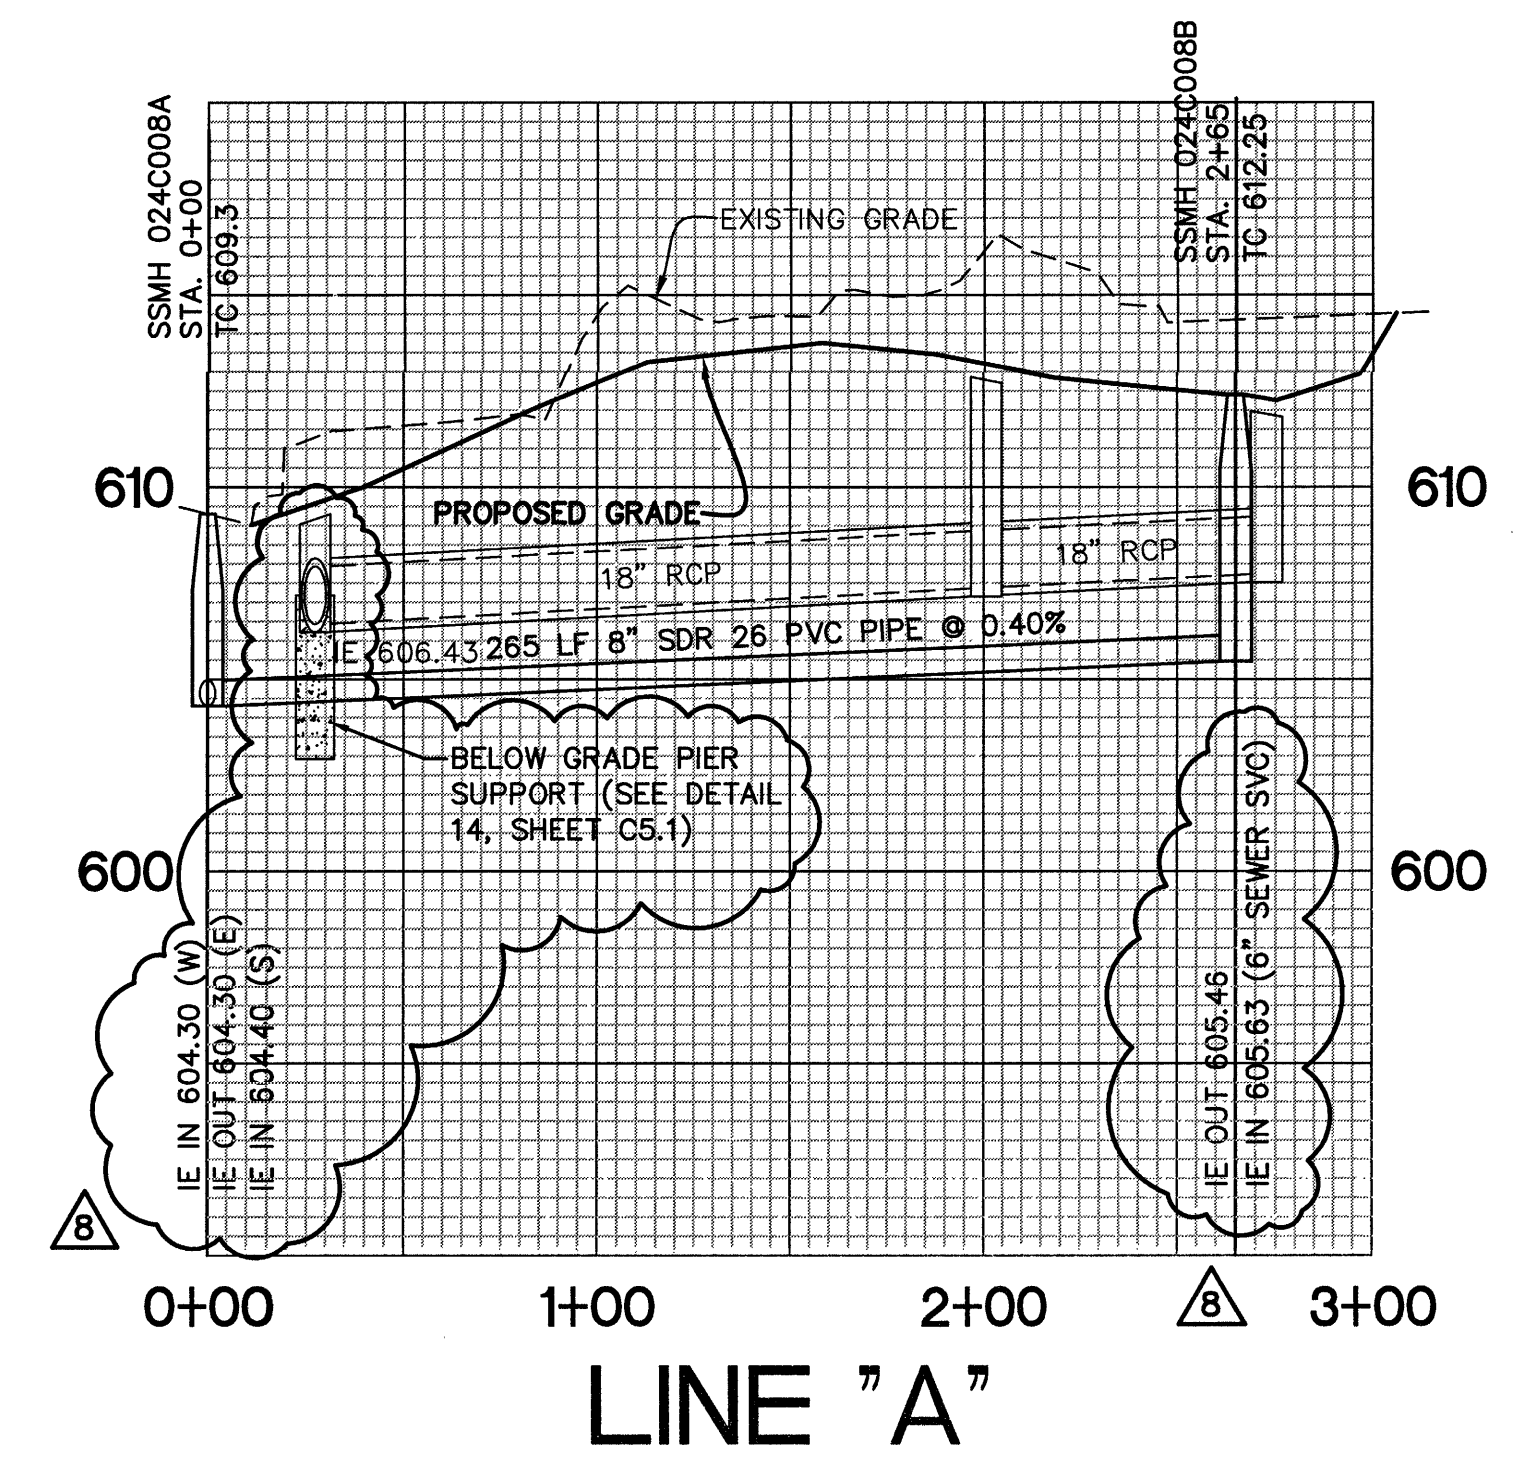 SSMH 024C008A
STA. 0+00
TC 609.3
SSMH 024C008B
STA. 2+65
TC 612.25
EXISTING GRADE
610
610
PROPOSED GRADE
18" RCP
18" RCP
IE 606.43
265 LF 8" SDR 26 PVC PIPE @ 0.40%
BELOW GRADE PIER
SUPPORT (SEE DETAIL
14, SHEET C5.1)
600
600
IE IN 604.30 (W)
IE OUT 604.30 (E)
IE IN 604.40 (S)
IE OUT 605.46
IE IN 605.63 (6" SEWER SVC)
8
8
0+00
1+00
2+00
3+00
LINE "A"